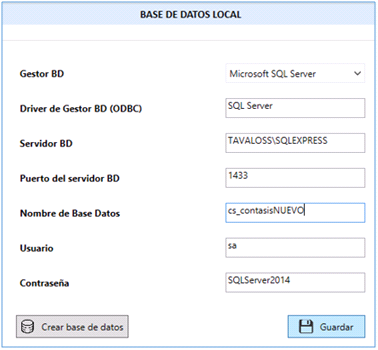 BASE DE DATOS LOCAL
Gestor BD
Microsoft SQL Server
Driver de Gestor BD (ODBC)
SQL Server
Servidor BD
TAVALOSS\SQLEXPRESS
Puerto del servidor BD
1433
Nombre de Base Datos
cs_contasisNUEVO
Usuario
sa
Contraseña
SQLServer2014
Crear base de datos
Guardar